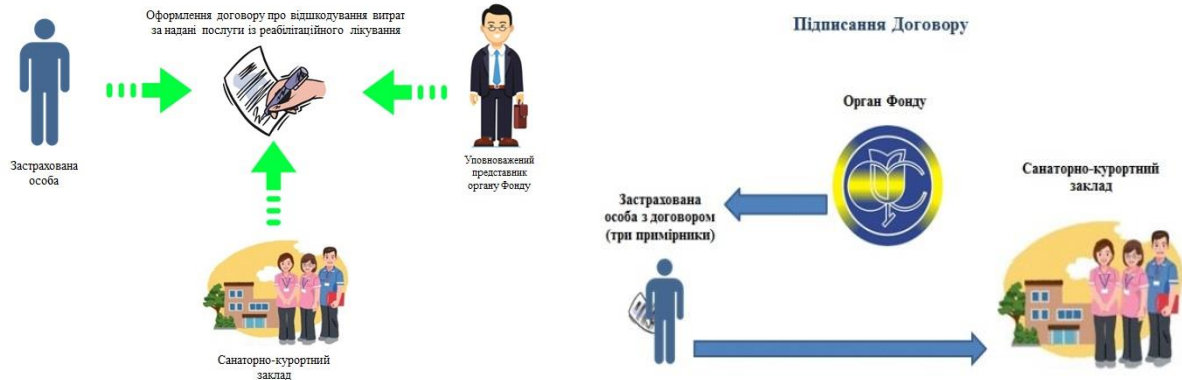 Оформлення договору про відшкодування витрат
за надані послуги із реабілітаційного лікування
Застрахована
особа
Уповноважений
представник
органу Фонду
Санаторно-курортний
заклад
Підписання Договору
Орган Фонду
Застрахована
особа з договором
(три примірники)
Санаторно-курортний
заклад